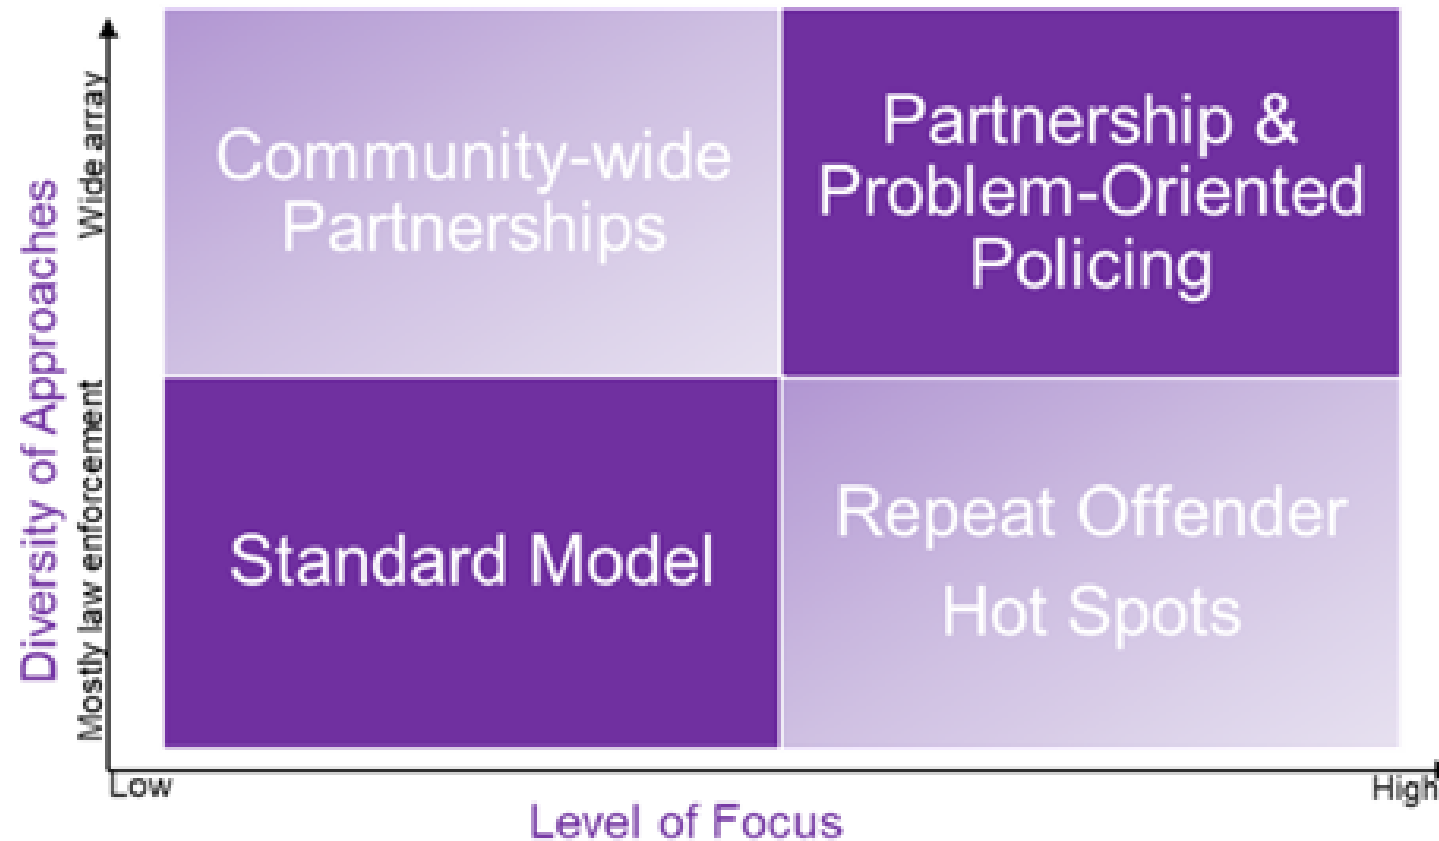 Diversity of Approaches
Wide array
Mostly law enforcement
Community-wide
Partnerships
Partnership &
Problem-Oriented
Policing
Standard Model
Repeat Offender
Hot Spots
Low
High
Level of Focus